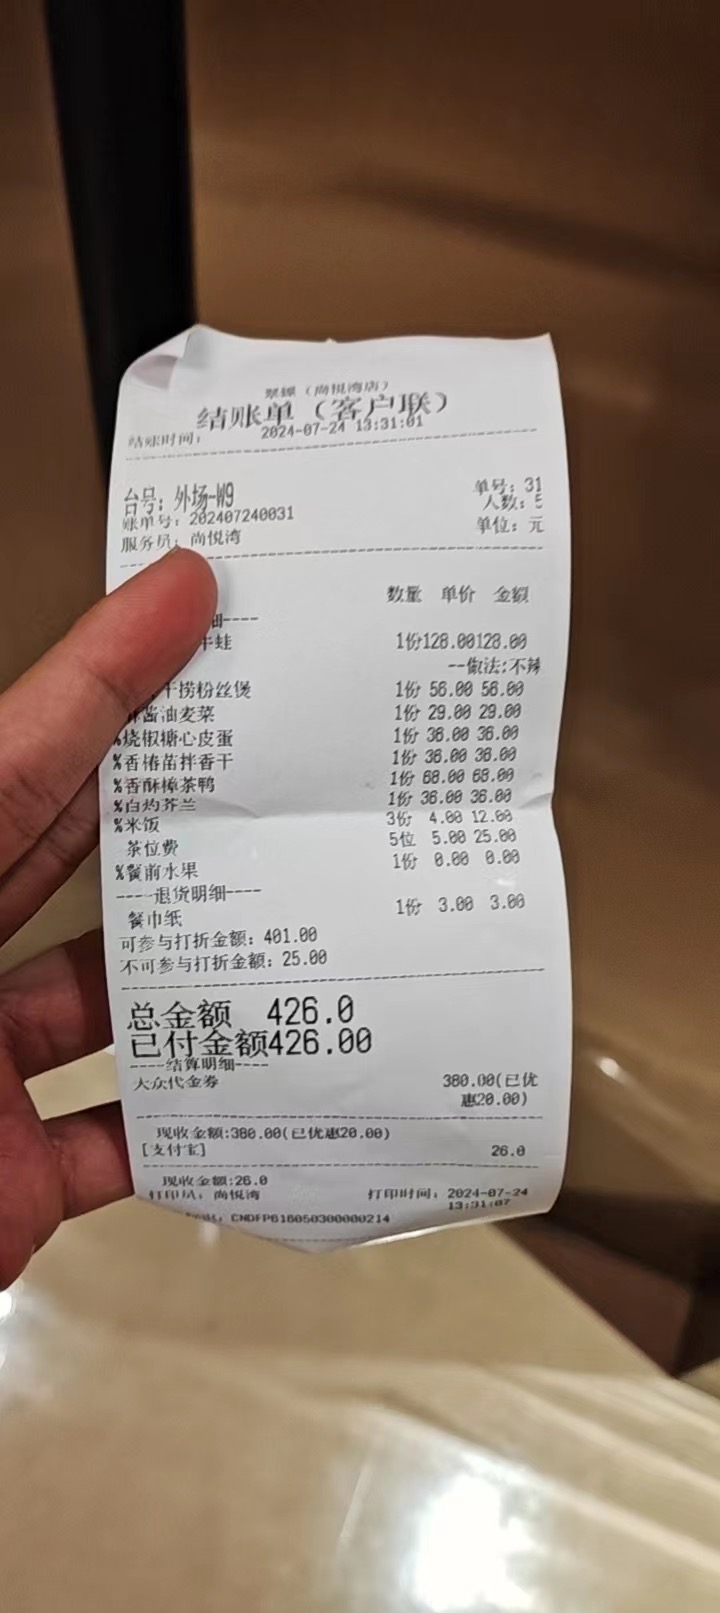 (尚悦湾店)
结账单(客户联)
结账时间: 2024-07-24 13:31:01
台号: 外场-W9 单号: 31
账单号: 202407240031 人数: 5
服务员: 尚悦湾 单位: 元
数量 单价 金额
细----
牛蛙 1份 128.00 128.00
--做法:不辣
干捞粉丝煲 1份 56.00 56.00
酱油麦菜 1份 29.00 29.00
%烧椒糖心皮蛋 1份 36.00 36.00
%香椿苗拌香干 1份 36.00 36.00
%香酥樟茶鸭 1份 68.00 68.00
%白灼芥兰 1份 36.00 36.00
%米饭 3份 4.00 12.00
茶位费 5位 5.00 25.00
%餐前水果 1份 0.00 0.00
----退货明细----
餐巾纸 1份 3.00 3.00
可参与打折金额: 401.00
不可参与打折金额: 25.00
总金额 426.0
已付金额426.00
----结算明细----
大众代金券 380.00(已优
惠20.00)
现收金额:380.00(已优惠20.00)
[支付宝] 26.0
现收金额:26.0
打印员: 尚悦湾 打印时间: 2024-07-24
13:31:07
CNDFP616050300000214